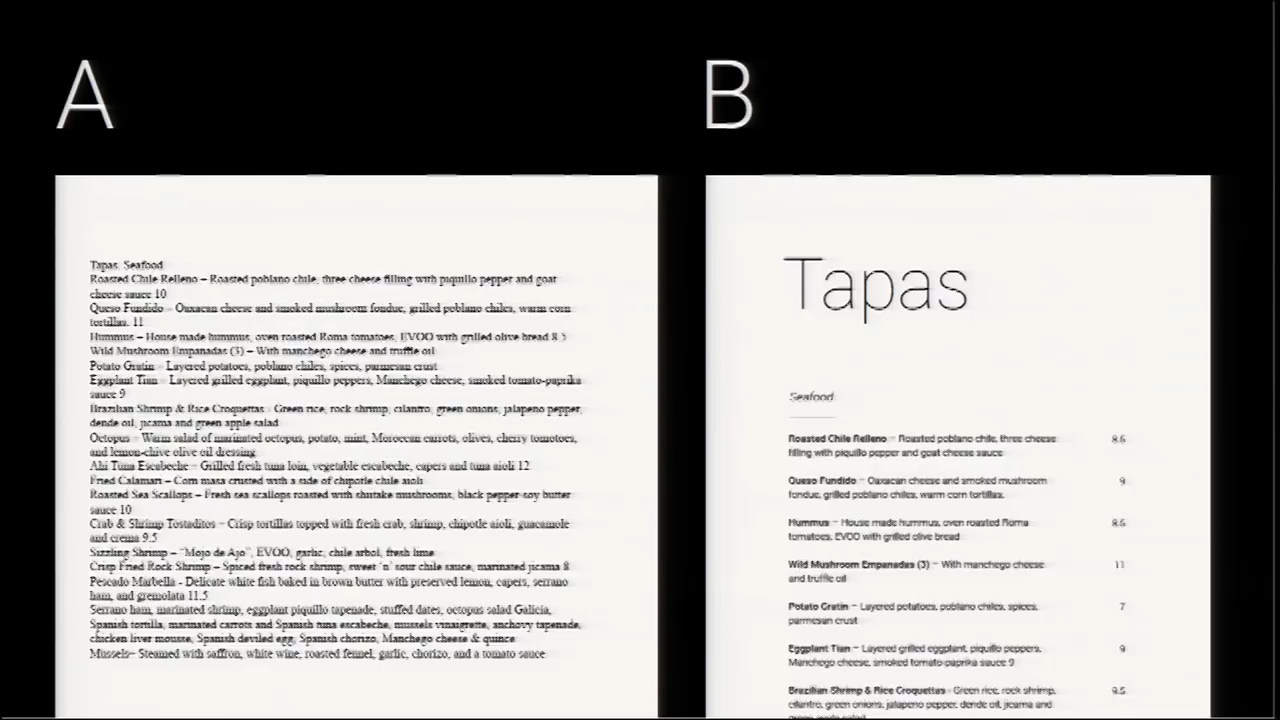 A
Tapas Seafood
Roasted Chile Relleno – Roasted poblano chile, three cheese filling with piquillo pepper and goat
cheese sauce 10
Queso Fundido – Oaxacan cheese and smoked mushroom fondue, grilled poblano chiles, warm corn
tortillas. 11
Hummus – House made hummus, oven roasted Roma tomatoes, EVOO with grilled olive bread 8.5
Wild Mushroom Empanadas (3) – With manchego cheese and truffle oil
Potato Gratin – Layered potatoes, poblano chiles, spices, parmesan crust
Eggplant Tian – Layered grilled eggplant, piquillo peppers, Manchego cheese, smoked tomato-paprika
sauce 9
Brazilian Shrimp & Rice Croquettas - Green rice, rock shrimp, cilantro, green onions, jalapeno pepper,
dende oil, jicama and green apple salad
Octopus – Warm salad of marinated octopus, potato, mint, Moroccan carrots, olives, cherry tomotoes,
and lemon-chive olive oil dressing
Ahi Tuna Escabeche – Grilled fresh tuna loin, vegetable escabeche, capers and tuna aioli 12
Fried Calamari – Corn masa crusted with a side of chipotle chile aioli
Roasted Sea Scallops – Fresh sea scallops roasted with shutake mushrooms, black pepper-soy butter
sauce 10
Crab & Shrimp Tostaditos – Crisp tortillas topped with fresh crab, shrimp, chipotle aioli, guacamole
and crema 9.5
Sizzling Shrimp – "Mojo de Ajo", EVOO, garlic, chile arbol, fresh lime
Crisp Fried Rock Shrimp – Spiced fresh rock shrimp, sweet 'n' sour chile sauce, marinated jicama 8
Pescado Marbella - Delicate white fish baked in brown butter with preserved lemon, capers, serrano
ham, and gremolata 11.5
Serrano ham, marinated shrimp, eggplant piquillo tapenade, stuffed dates, octopus salad Galicia,
Spanish tortilla, marinated carrots and Spanish tuna escabeche, mussels vinaigrette, anchovy tapenade,
chicken liver mousse, Spanish deviled egg, Spanish chorizo, Manchego cheese & quince
Mussels– Steamed with saffron, white wine, roasted fennel, garlic, chorizo, and a tomato sauce
B
Tapas
Seafood
Roasted Chile Relleno – Roasted poblano chile, three cheese 8.5
filling with piquillo pepper and goat cheese sauce
Queso Fundido – Oaxacan cheese and smoked mushroom 9
fondue, grilled poblano chiles, warm corn tortillas.
Hummus – House made hummus, oven roasted Roma 8.5
tomatoes, EVOO with grilled olive bread
Wild Mushroom Empanadas (3) – With manchego cheese 11
and truffle oil
Potato Gratin – Layered potatoes, poblano chiles, spices, 7
parmesan crust
Eggplant Tian – Layered grilled eggplant, piquillo peppers, 9
Manchego cheese, smoked tomato-paprika sauce 9
Brazilian Shrimp & Rice Croquettas - Green rice, rock shrimp, 9.5
cilantro, green onions, jalapeno pepper, dende oil, jicama and
green apple salad